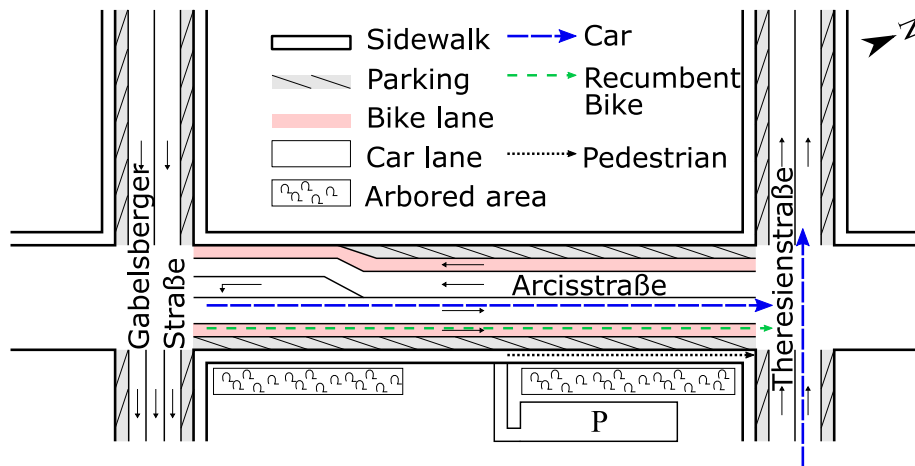 Sidewalk
Car
N
Parking
Recumbent
Bike
Bike lane
Car lane
Pedestrian
Arbored area
Gabelsberger
Straße
Arcisstraße
Theresienstraße
P